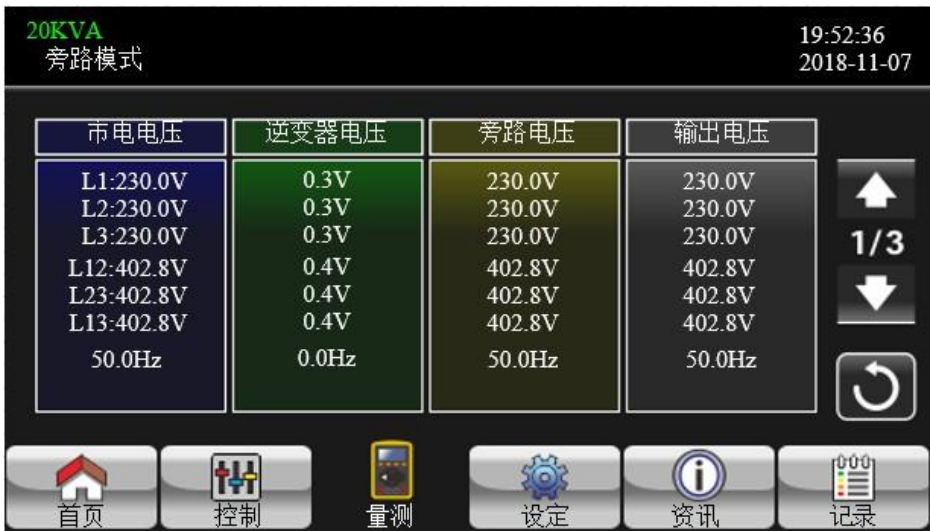 20KVA
旁路模式
19:52:36
2018-11-07
市电电压 逆变器电压 旁路电压 输出电压
L1:230.0V 0.3V 230.0V 230.0V
L2:230.0V 0.3V 230.0V 230.0V
L3:230.0V 0.3V 230.0V 230.0V
L12:402.8V 0.4V 402.8V 402.8V
L23:402.8V 0.4V 402.8V 402.8V
L13:402.8V 0.4V 402.8V 402.8V
50.0Hz 0.0Hz 50.0Hz 50.0Hz
1/3
首页 控制 量测 设定 资讯 记录